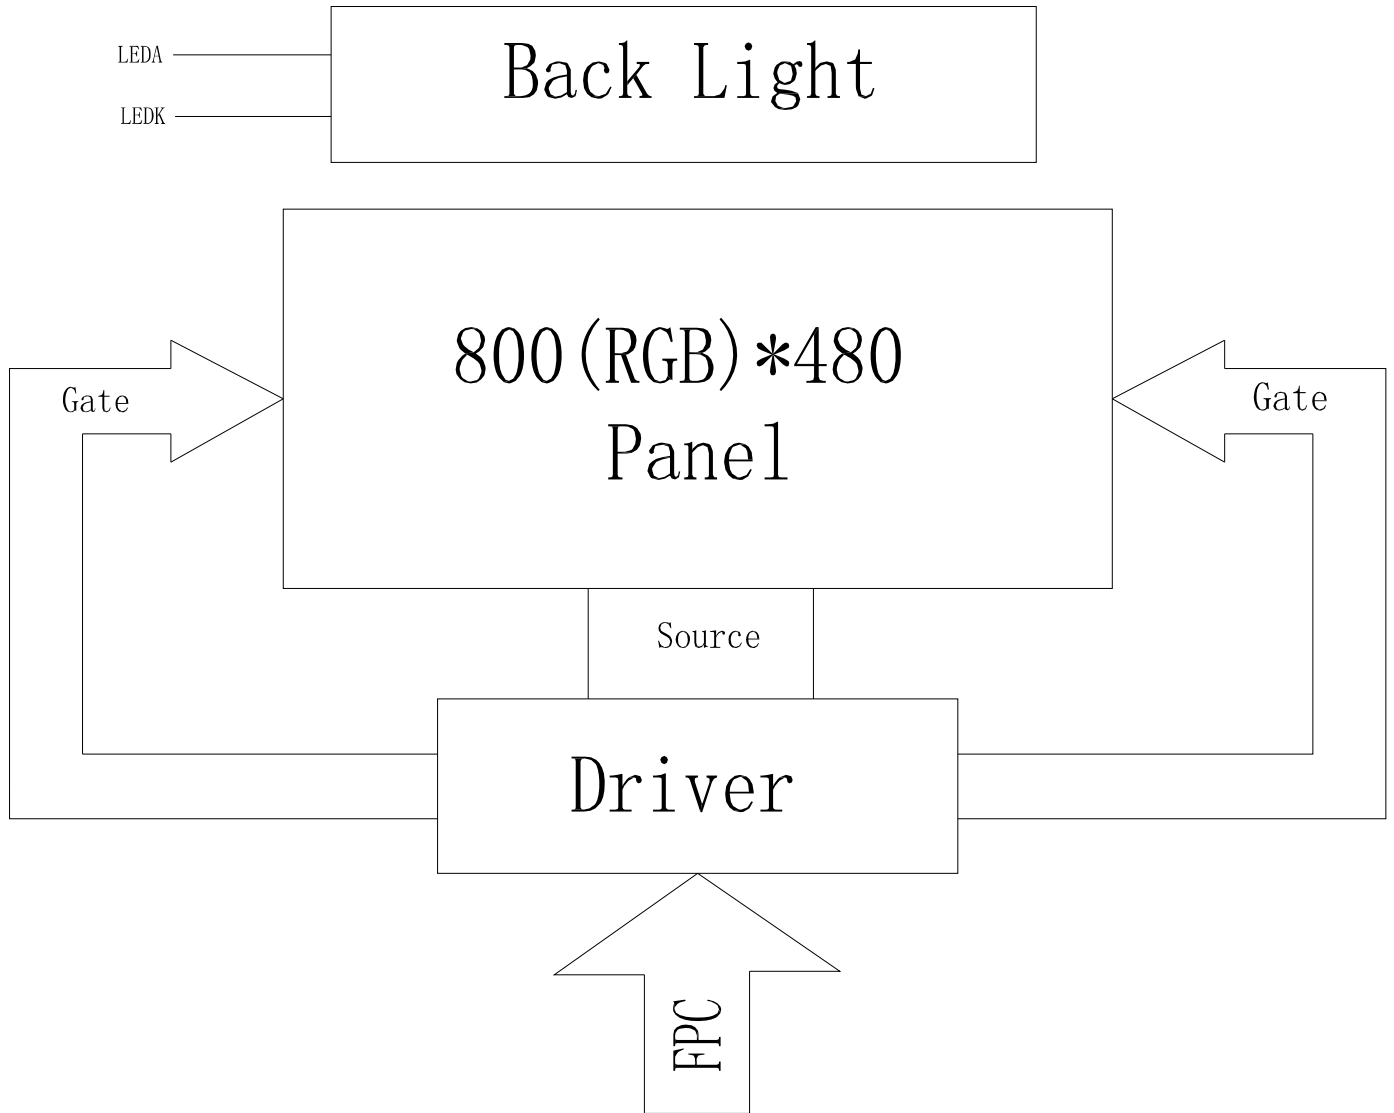 LEDA
Back Light
LEDK
800(RGB)*480
Panel
Gate
Gate
Source
Driver
FPC